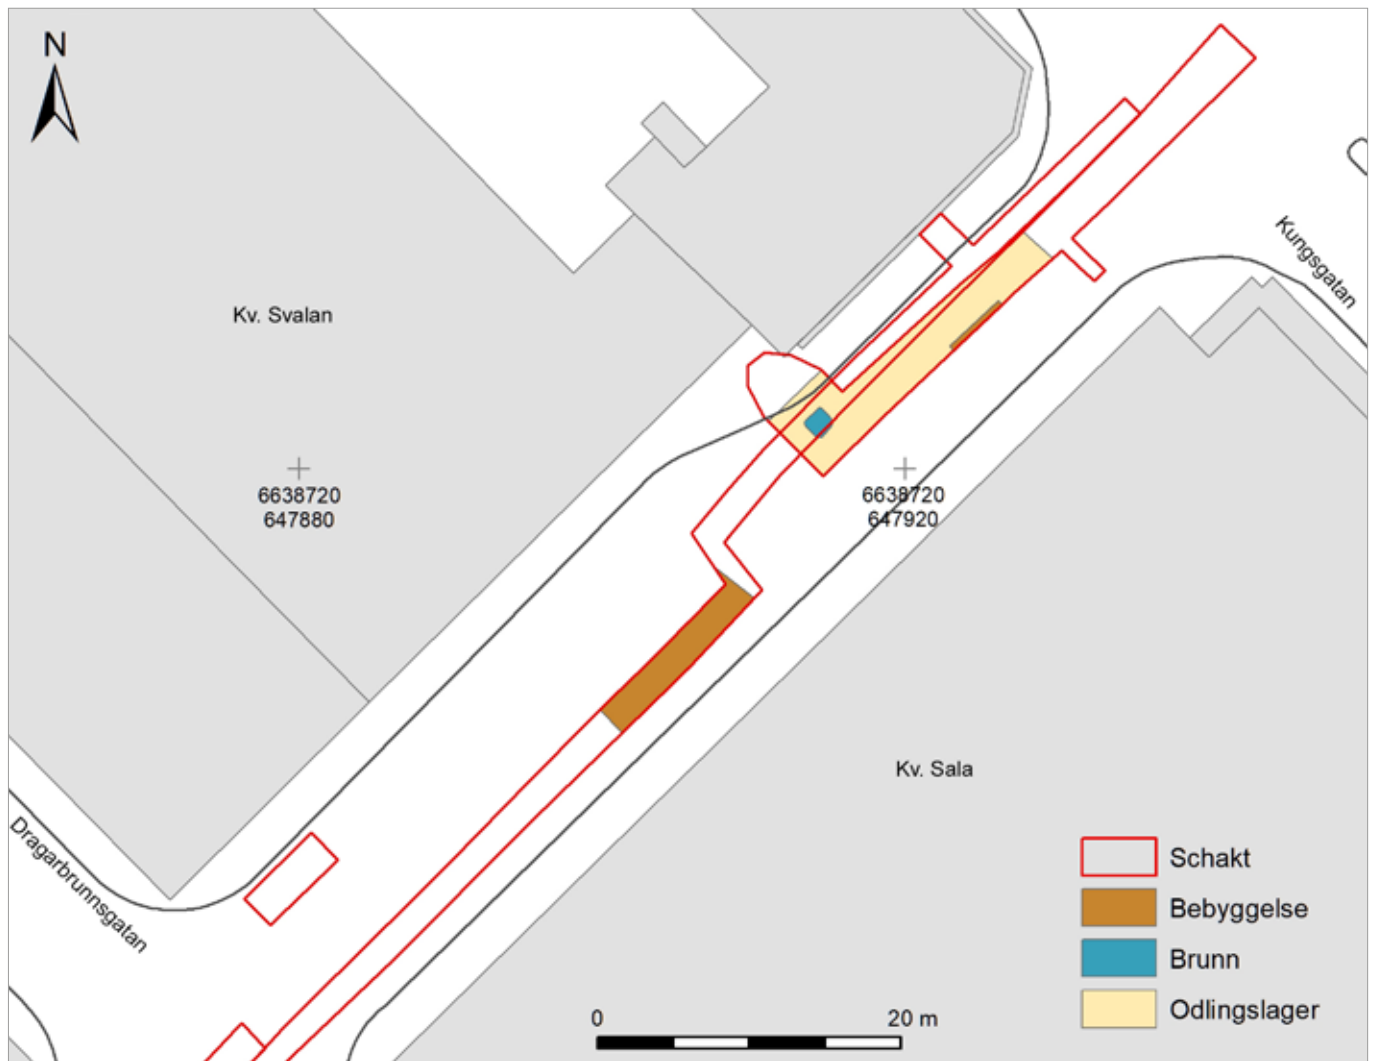 N
Kungsgatan
Kv. Svalan
6638720
647880
6638720
647920
Kv. Sala
Dragarbrunnsgatan
Schakt
Bebyggelse
Brunn
Odlingslager
0 20 m